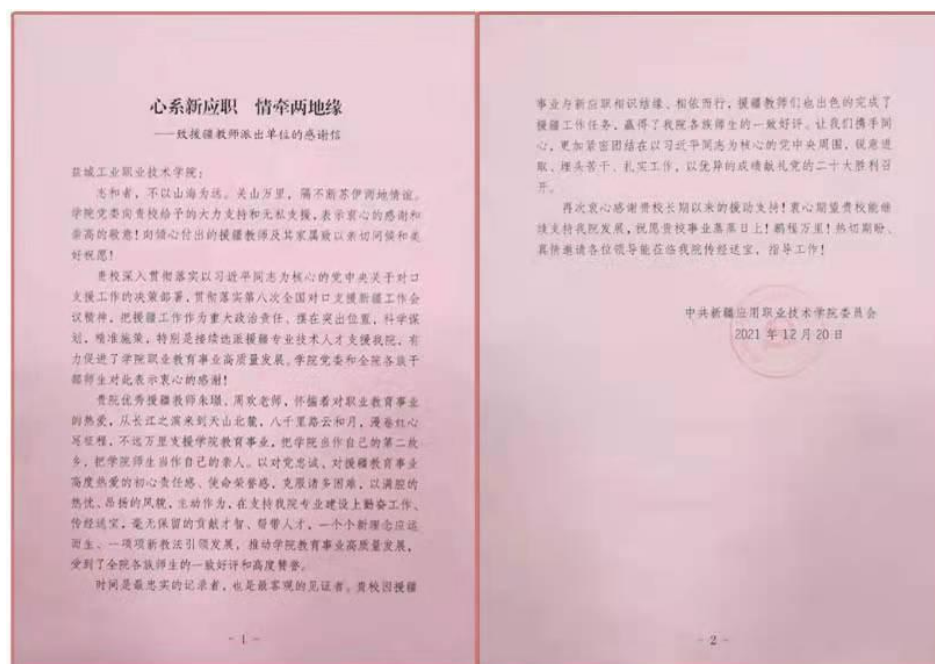 心系新应职 情牵两地缘
——致援疆教师派出单位的感谢信
盐城工业职业技术学院：
志和者，不以山海为远。关山万里，隔不断苏伊两地情谊。
学院党委向贵校给予的大力支持和无私支援，表示衷心的感谢和
崇高的敬意！向倾心付出的援疆教师及其家属致以亲切问候和美
好祝愿！
贵校深入贯彻落实以习近平同志为核心的党中央关于对口
支援工作的决策部署，贯彻落实第八次全国对口支援新疆工作会
议精神，把援疆工作作为重大政治责任、摆在突出位置，科学谋
划，精准施策，特别是接续选派援疆专业技术人才支援我院，有
力促进了学院职业教育事业高质量发展。学院党委和全院各族干
部师生对此表示衷心的感谢！
贵院优秀援疆教师朱璟、周欢老师，怀揣着对职业教育事业
的热爱，从长江之滨来到天山北麓，八千里路云和月，漫卷红心
写征程，不远万里支援学院教育事业，把学院当作自己的第二故
乡，把学院师生当作自己的亲人。以对党忠诚，对援疆教育事业
高度热爱的初心责任感、使命荣誉感，克服诸多困难，以满腔的
热忱、昂扬的风貌，主动作为，在支持我院专业建设上勤奋工作、
传经送宝，毫无保留的贡献才智、帮带人才，一个个新理念应运
而生、一项项新教法引领发展，推动学院教育事业高质量发展，
受到了全院各族师生的一致好评和高度赞誉。
时间是最忠实的记录者，也是最客观的见证者。贵校因援疆
- 1 -
事业与新应职相识结缘、相依而行，援疆教师们也出色的完成了
援疆工作任务，赢得了我院各族师生的一致好评。让我们携手同
心，更加紧密团结在以习近平同志为核心的党中央周围，锐意进
取、埋头苦干、扎实工作，以优异的成绩献礼党的二十大胜利召
开。
再次衷心感谢贵校长期以来的援助支持！衷心期望贵校能继
续支持我院发展，祝愿贵校事业蒸蒸日上！鹏程万里！热切期盼、
真情邀请各位领导能在临我院传经送宝，指导工作！
中共新疆应用职业技术学院委员会
2021 年 12 月 20 日
- 2 -